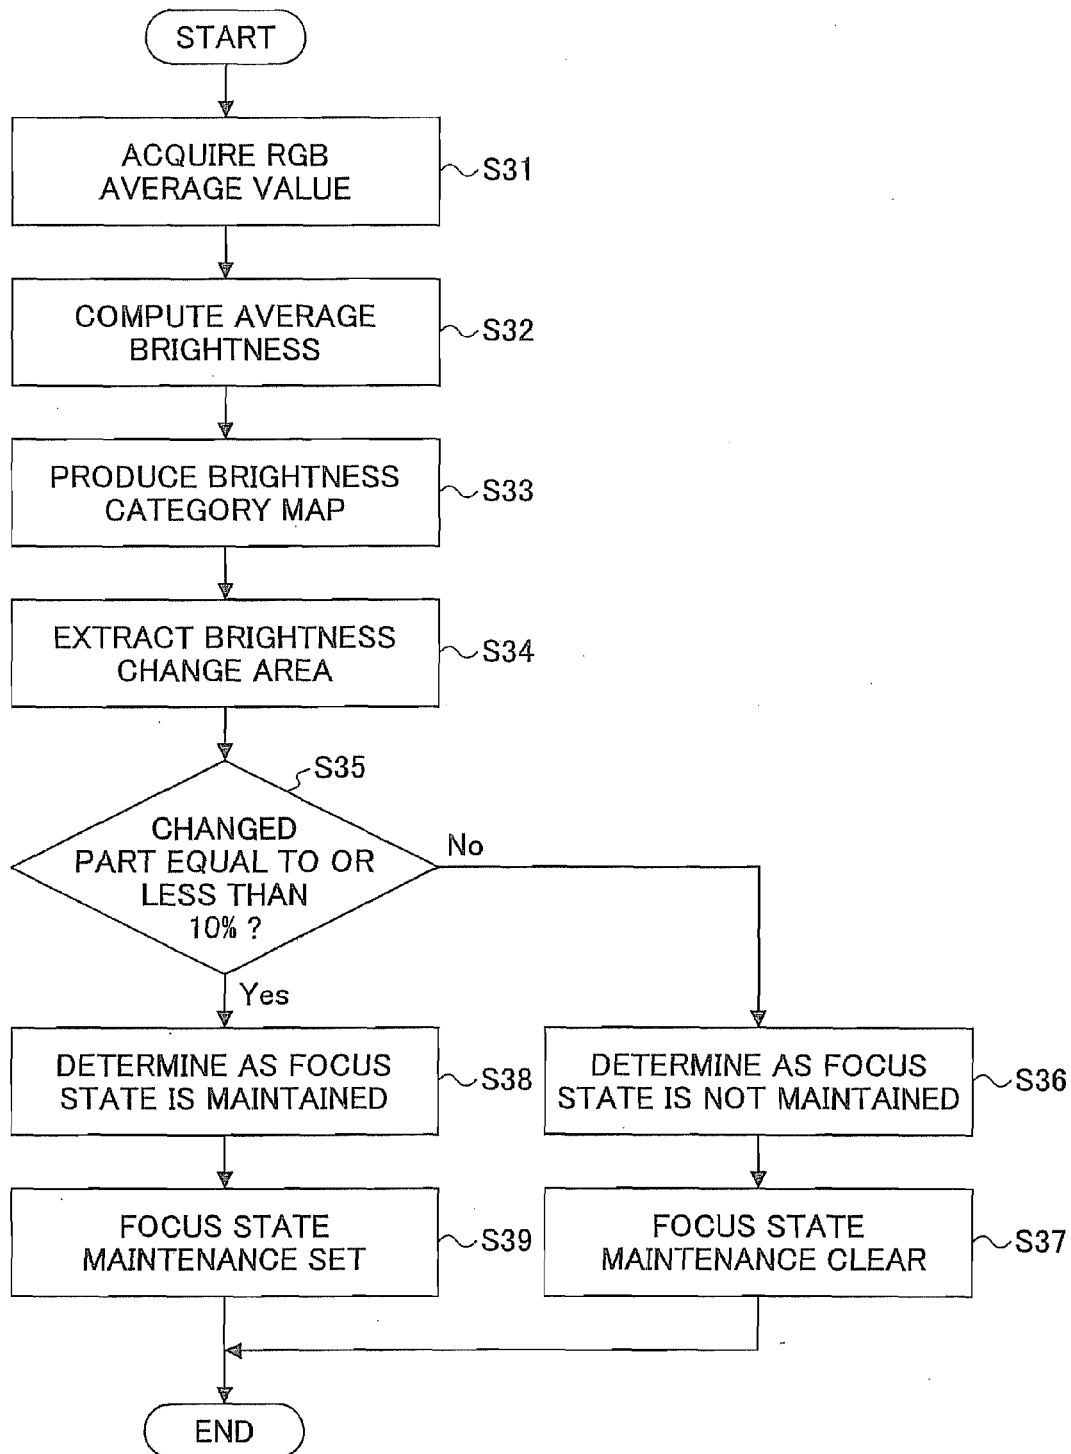 START
ACQUIRE RGB
AVERAGE VALUE
S31
COMPUTE AVERAGE
BRIGHTNESS
S32
PRODUCE BRIGHTNESS
CATEGORY MAP
S33
EXTRACT BRIGHTNESS
CHANGE AREA
S34
S35
CHANGED
PART EQUAL TO OR
LESS THAN
10% ?
No
Yes
DETERMINE AS FOCUS
STATE IS MAINTAINED
S38
DETERMINE AS FOCUS
STATE IS NOT MAINTAINED
S36
FOCUS STATE
MAINTENANCE SET
S39
FOCUS STATE
MAINTENANCE CLEAR
S37
END